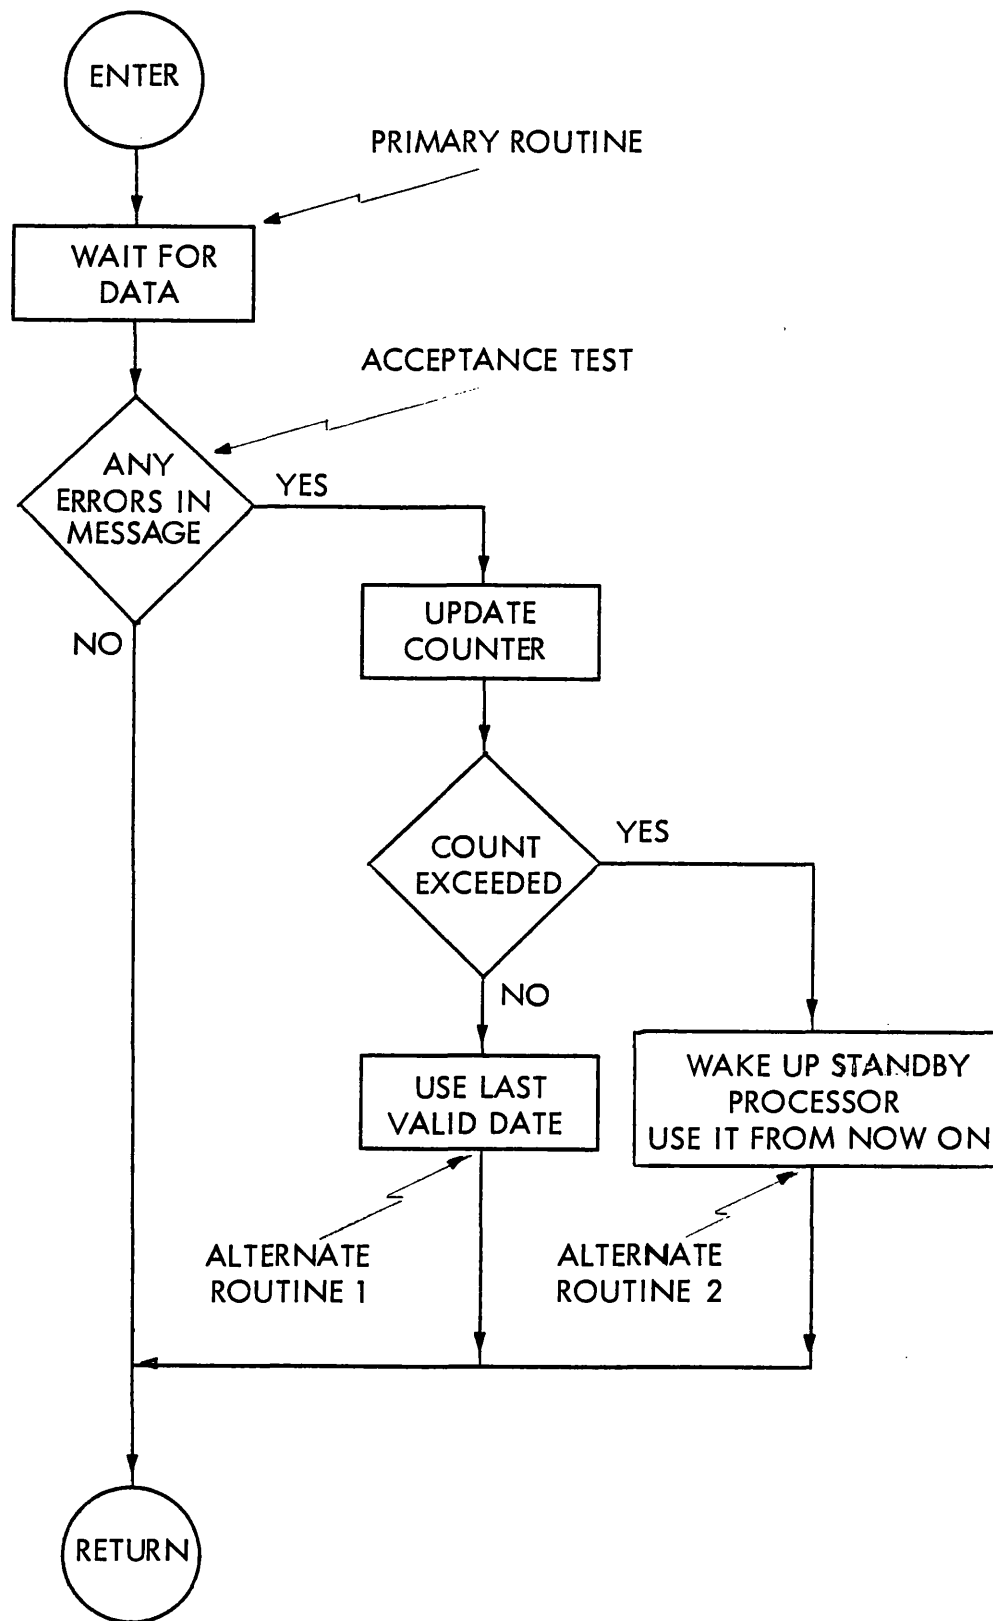 ENTER
PRIMARY ROUTINE
WAIT FOR
DATA
ACCEPTANCE TEST
ANY
ERRORS IN
MESSAGE
YES
NO
UPDATE
COUNTER
COUNT
EXCEEDED
YES
NO
USE LAST
VALID DATE
WAKE UP STANDBY
PROCESSOR
USE IT FROM NOW ON
ALTERNATE
ROUTINE 1
ALTERNATE
ROUTINE 2
RETURN